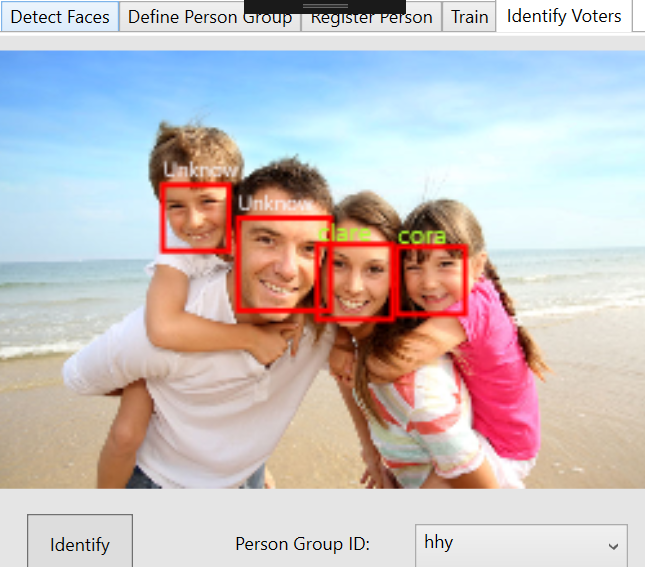 Detect Faces
Define Person Group
Register Person
Train
Identify Voters
Unknow
Unknow
clare
cora
Identify
Person Group ID:
hhy